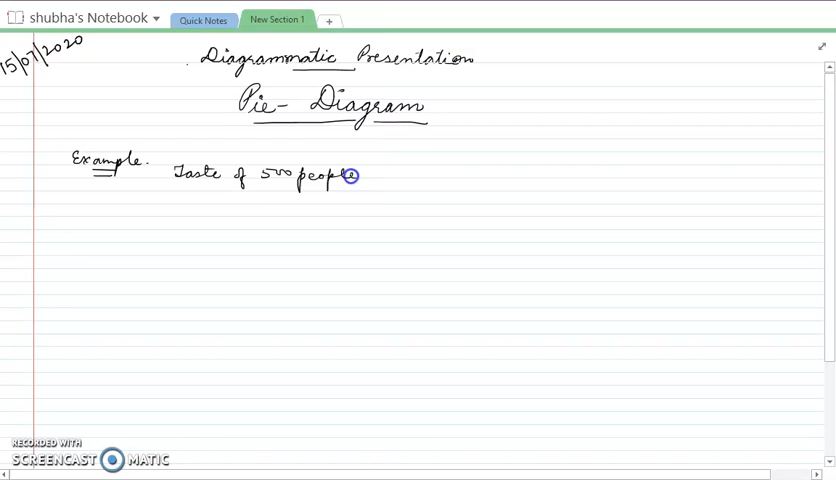 shubha's Notebook
Quick Notes
New Section 1
15/07/2020
Diagrammatic Presentation
Pie- Diagram
Example. Taste of 500 people
RECORDED WITH
SCREENCAST MATIC